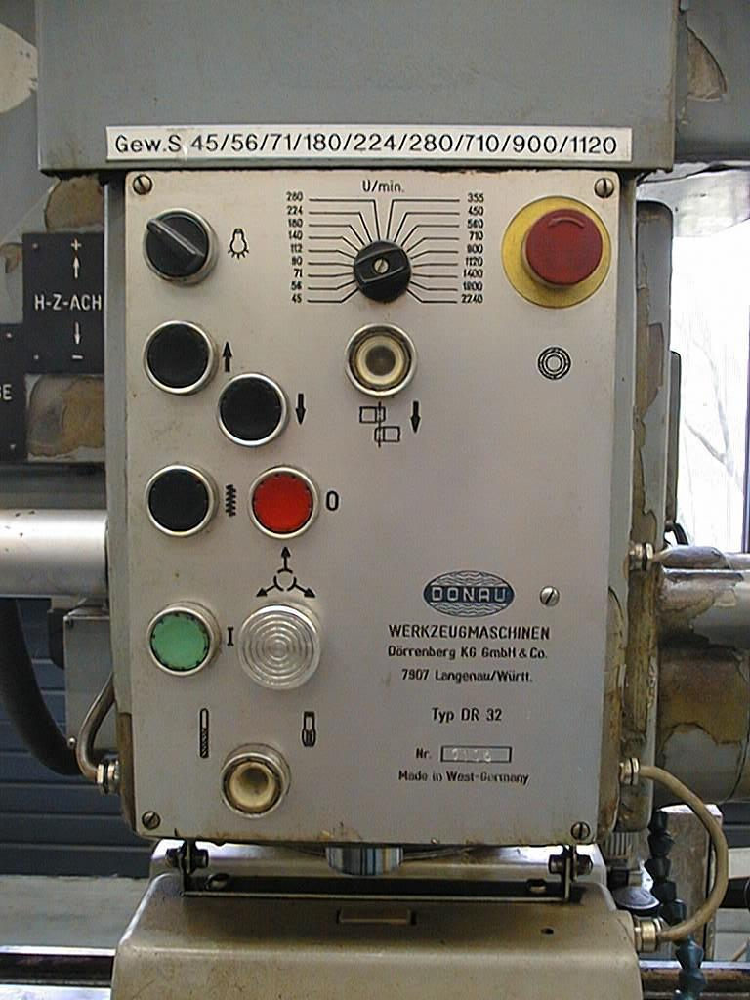 Gew.S 45/56/71/180/224/280/710/900/1120
U/min.
280 355
224 450
180 560
140 710
112 900
90 1120
71 1400
56 1800
45 2240
+
H-Z-ACH
−
SE
0
I
DONAU
WERKZEUGMASCHINEN
Dörrenberg KG GmbH & Co.
7907 Langenau/Württ.
Typ DR 32
Nr.
Made in West-Germany